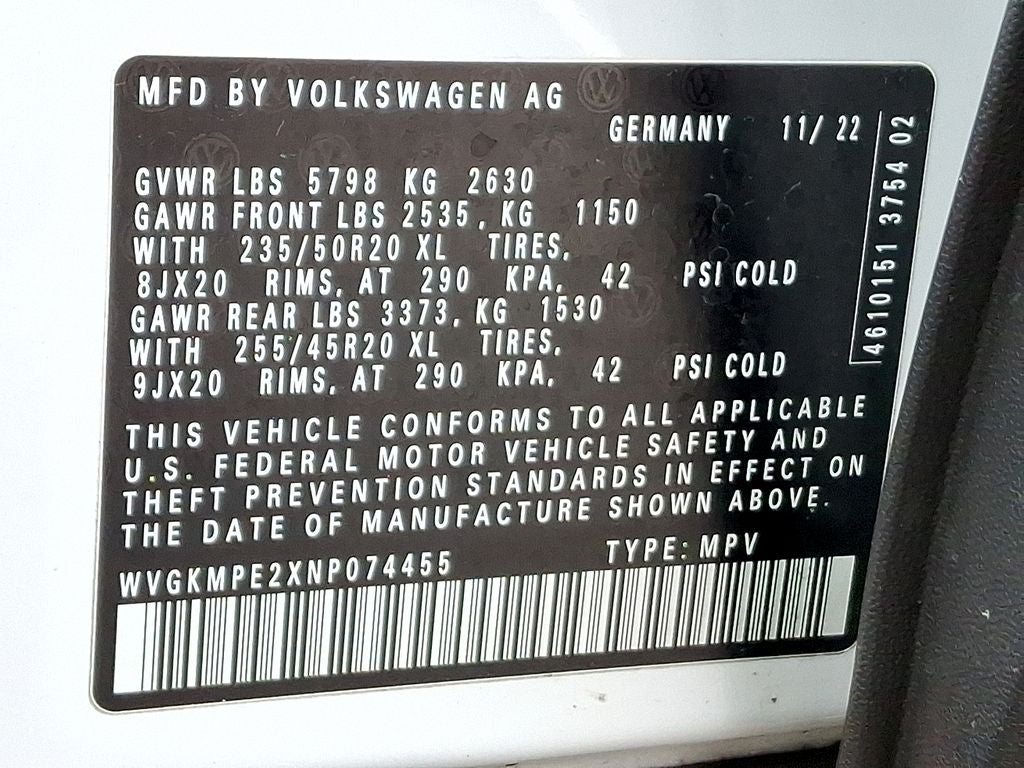 MFD BY VOLKSWAGEN AG
GERMANY 11/ 22
GVWR LBS 5798 KG 2630
GAWR FRONT LBS 2535, KG 1150
WITH 235/50R20 XL TIRES,
8JX20 RIMS, AT 290 KPA, 42 PSI COLD
GAWR REAR LBS 3373, KG 1530
WITH 255/45R20 XL TIRES,
9JX20 RIMS, AT 290 KPA, 42 PSI COLD
THIS VEHICLE CONFORMS TO ALL APPLICABLE
U.S. FEDERAL MOTOR VEHICLE SAFETY AND
THEFT PREVENTION STANDARDS IN EFFECT ON
THE DATE OF MANUFACTURE SHOWN ABOVE.
WVGKMPE2XNP074455 TYPE: MPV
4610151 3754 02